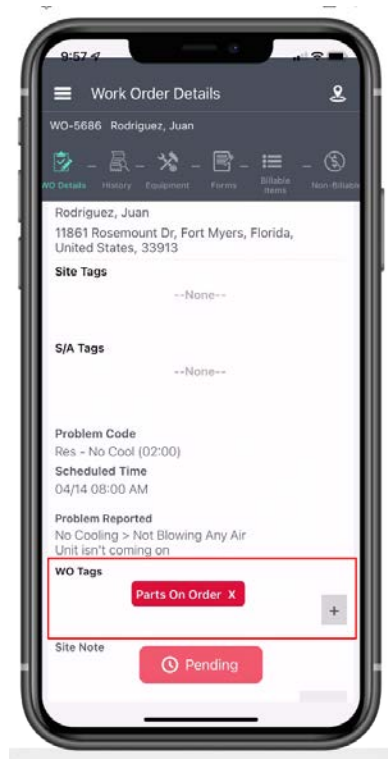 9:57
Work Order Details
WO-5686 Rodriguez, Juan
WO Details
History
Equipment
Forms
Billable
Items
Non-Billable
Rodriguez, Juan
11861 Rosemount Dr, Fort Myers, Florida,
United States, 33913
Site Tags
--None--
S/A Tags
--None--
Problem Code
Res - No Cool (02:00)
Scheduled Time
04/14 08:00 AM
Problem Reported
No Cooling > Not Blowing Any Air
Unit isn't coming on
WO Tags
Parts On Order X
+
Site Note
Pending